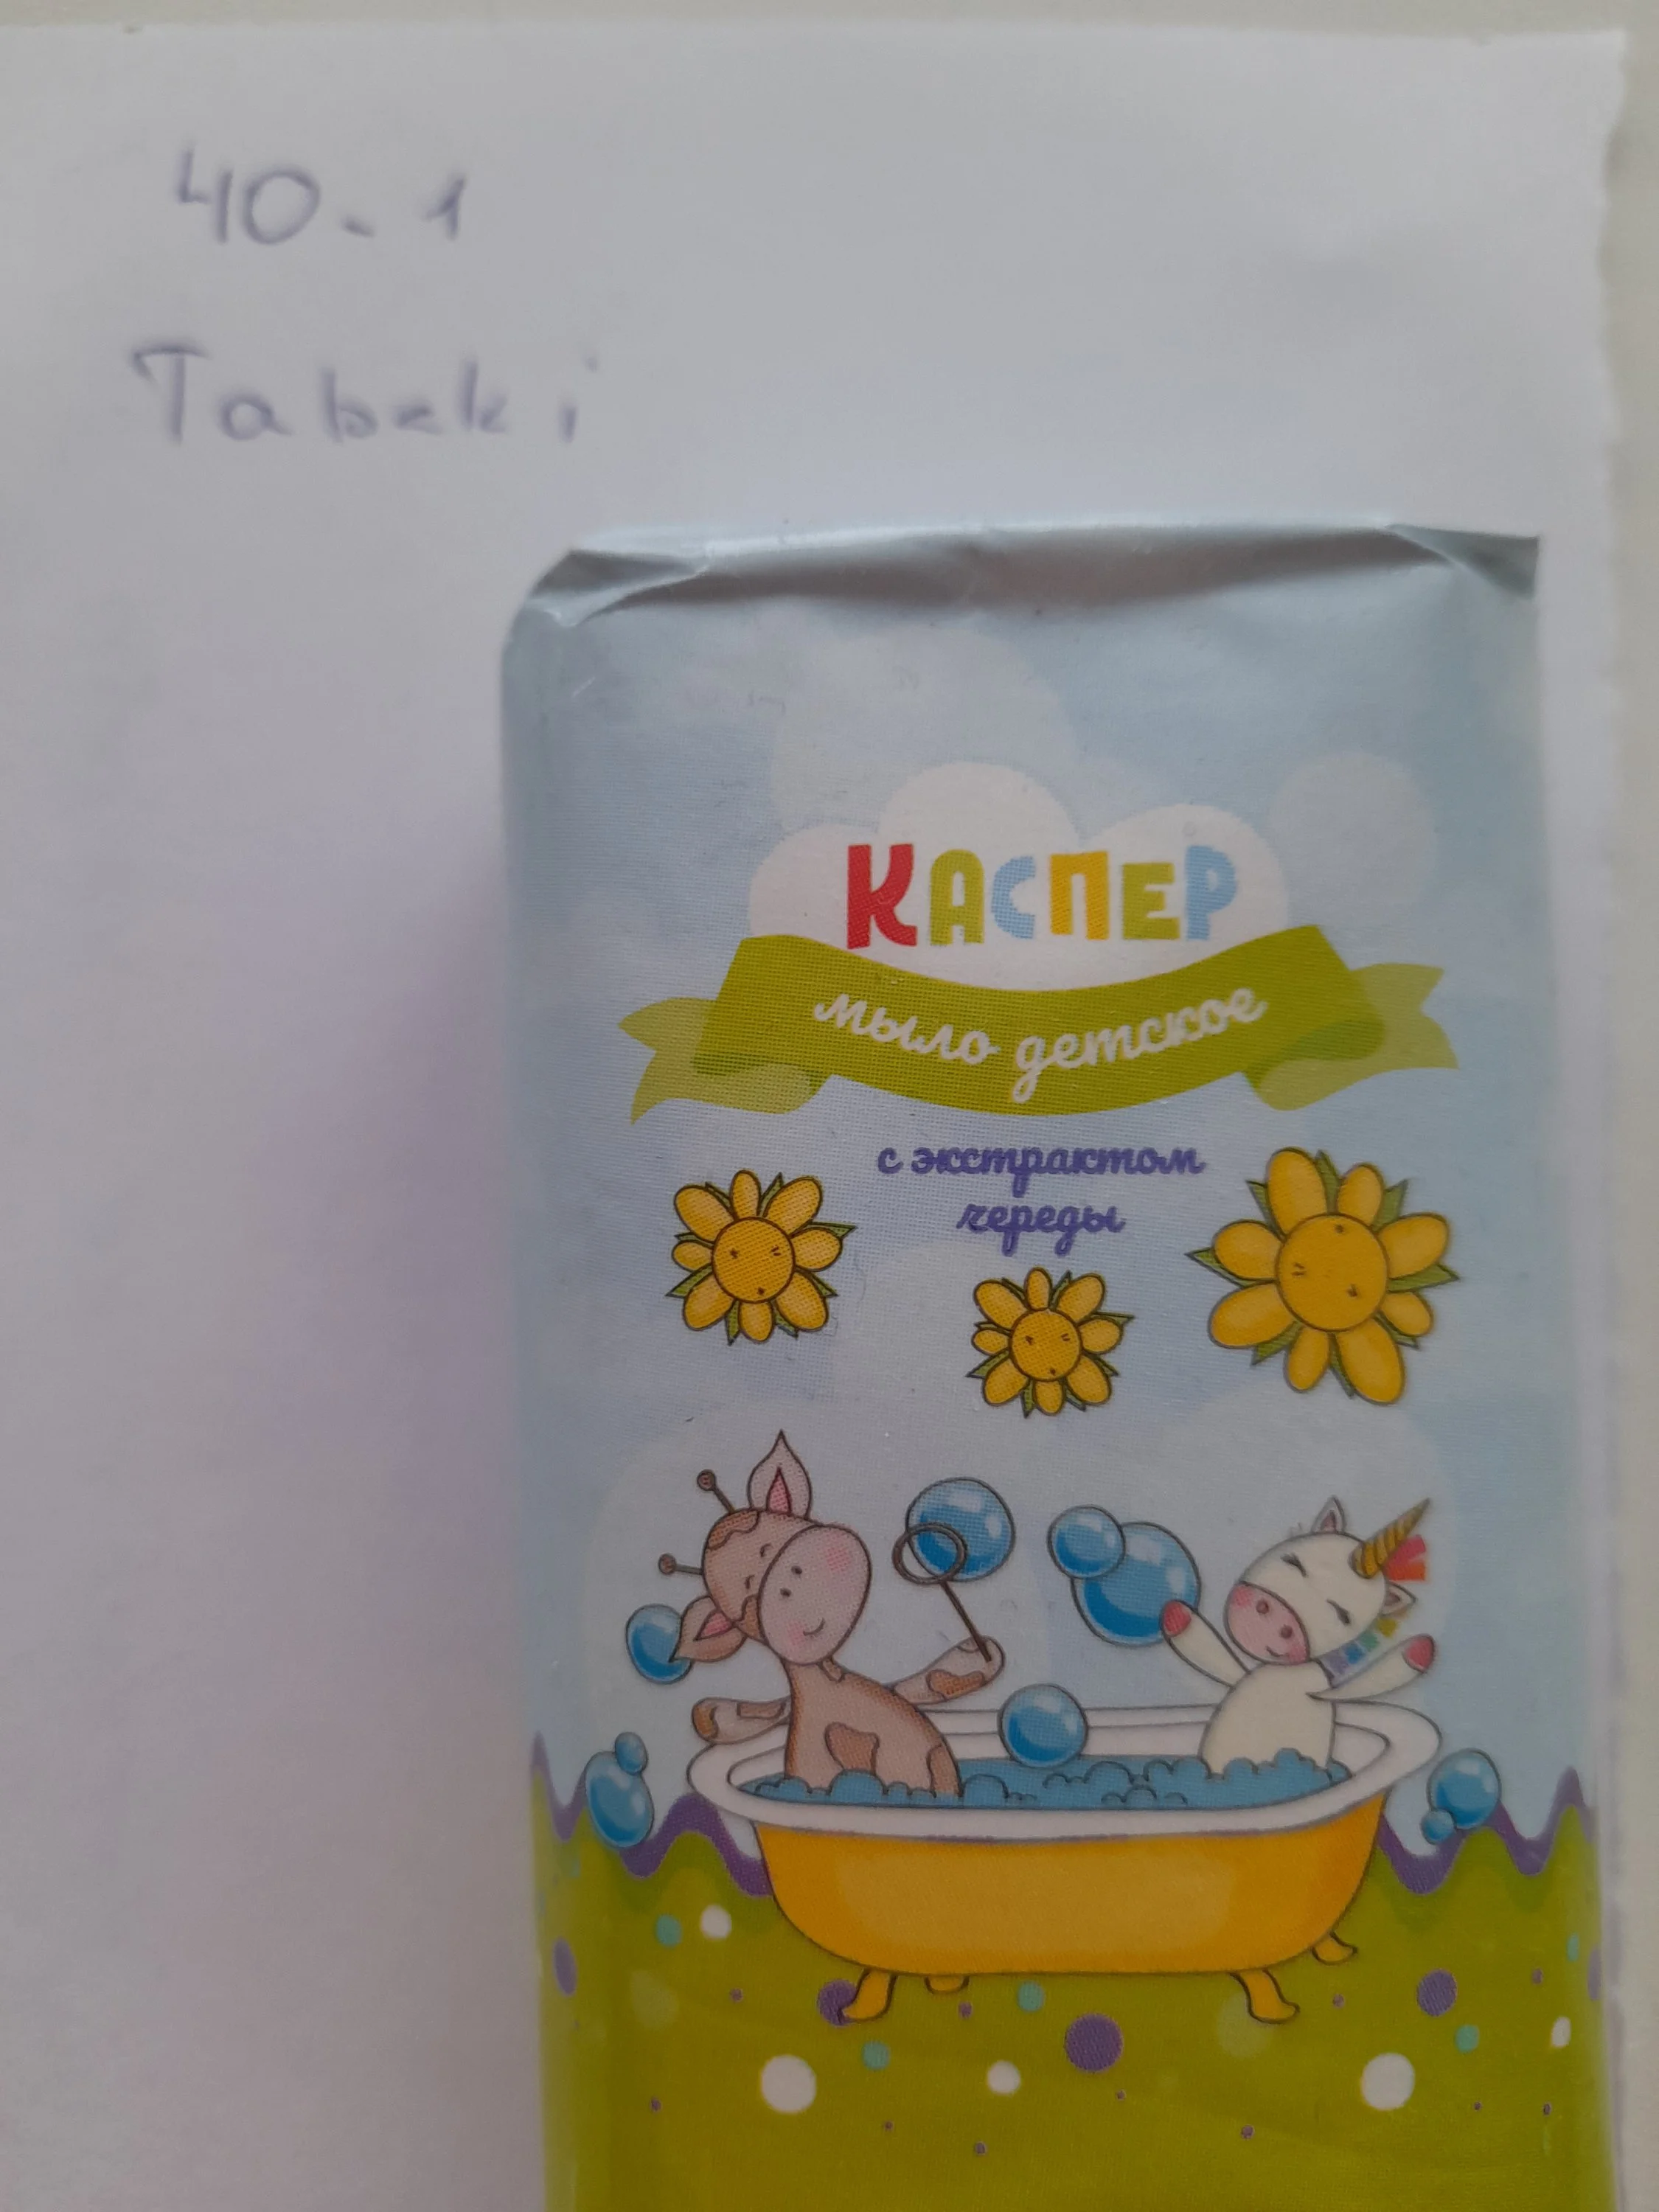 40-1
Tabeki
КАСПЕР
мыло детское
с экстрактом
череды